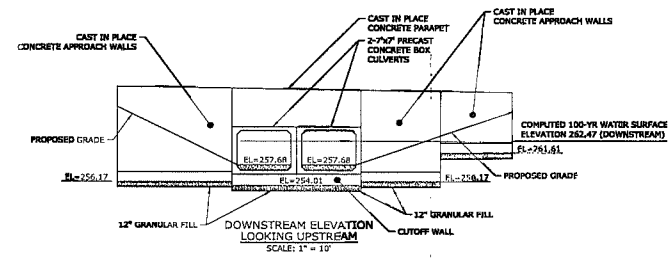 CAST IN PLACE
CONCRETE APPROACH WALLS
CAST IN PLACE
CONCRETE PARAPET
2-7'x7' PRECAST
CONCRETE BOX
CULVERTS
CAST IN PLACE
CONCRETE APPROACH WALLS
PROPOSED GRADE
COMPUTED 100-YR WATER SURFACE
ELEVATION 262.47 (DOWNSTREAM)
EL=261.61
EL=257.68
EL=257.68
EL=256.17
EL=254.01
EL=256.17
PROPOSED GRADE
12" GRANULAR FILL
12" GRANULAR FILL
CUTOFF WALL
DOWNSTREAM ELEVATION
LOOKING UPSTREAM
SCALE: 1" = 10'